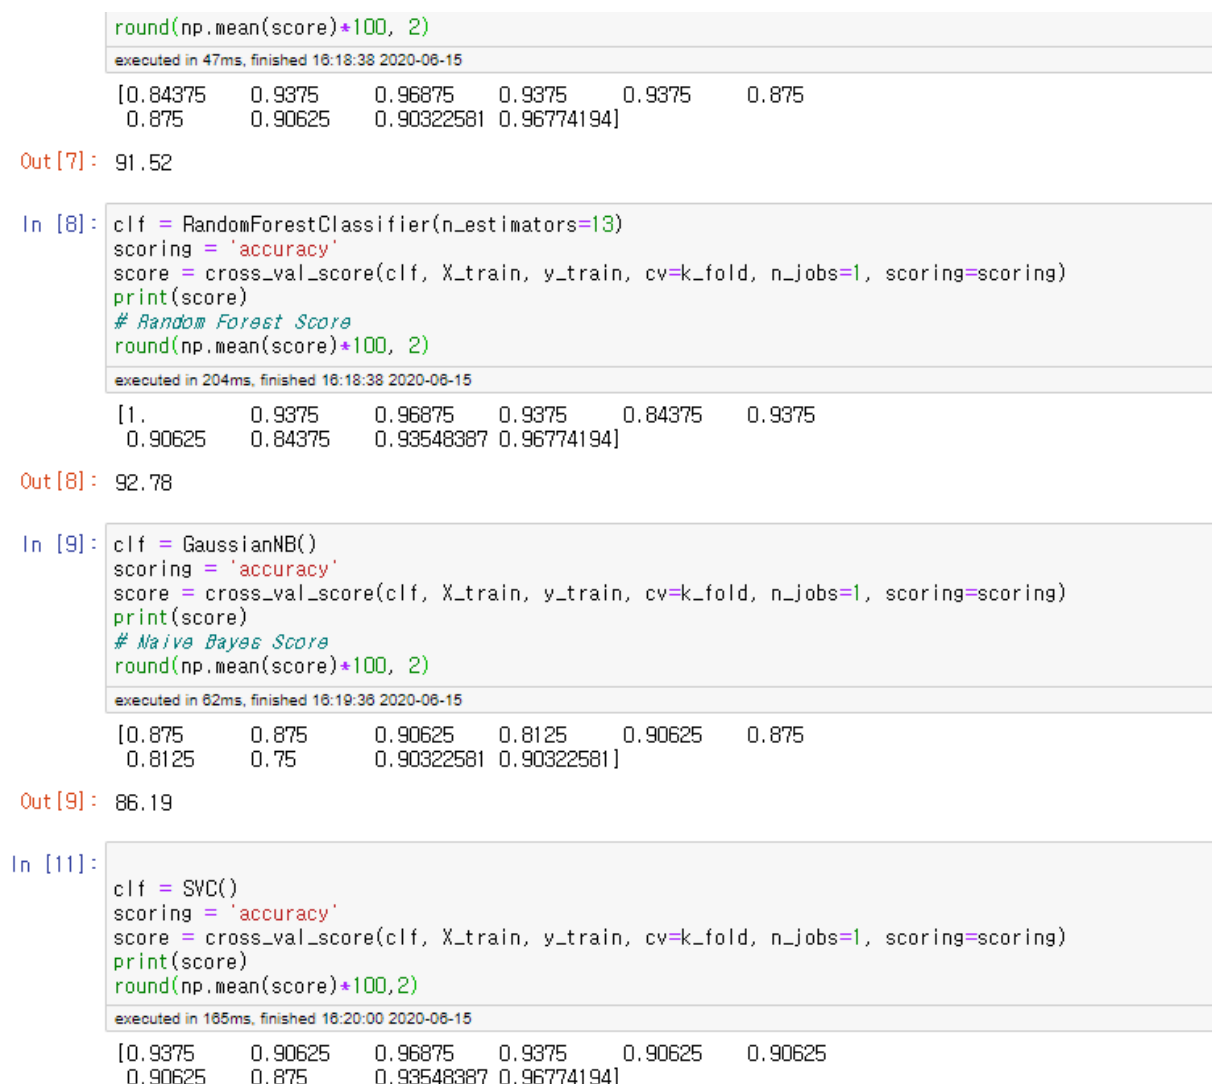 round(np.mean(score)*100, 2)
executed in 47ms, finished 16:18:38 2020-06-15
[0.84375 0.9375 0.96875 0.9375 0.9375 0.875
0.875 0.90625 0.90322581 0.96774194]
Out[7]: 91.52
In [8]: clf = RandomForestClassifier(n_estimators=13)
scoring = 'accuracy'
score = cross_val_score(clf, X_train, y_train, cv=k_fold, n_jobs=1, scoring=scoring)
print(score)
# Random Forest Score
round(np.mean(score)*100, 2)
executed in 204ms, finished 16:18:38 2020-06-15
[1. 0.9375 0.96875 0.9375 0.84375 0.9375
0.90625 0.84375 0.93548387 0.96774194]
Out[8]: 92.78
In [9]: clf = GaussianNB()
scoring = 'accuracy'
score = cross_val_score(clf, X_train, y_train, cv=k_fold, n_jobs=1, scoring=scoring)
print(score)
# Naive Bayes Score
round(np.mean(score)*100, 2)
executed in 62ms, finished 16:19:36 2020-06-15
[0.875 0.875 0.90625 0.8125 0.90625 0.875
0.8125 0.75 0.90322581 0.90322581]
Out[9]: 86.19
In [11]:
clf = SVC()
scoring = 'accuracy'
score = cross_val_score(clf, X_train, y_train, cv=k_fold, n_jobs=1, scoring=scoring)
print(score)
round(np.mean(score)*100,2)
executed in 165ms, finished 16:20:00 2020-06-15
[0.9375 0.90625 0.96875 0.9375 0.90625 0.90625
0.90625 0.875 0.93548387 0.96774194]